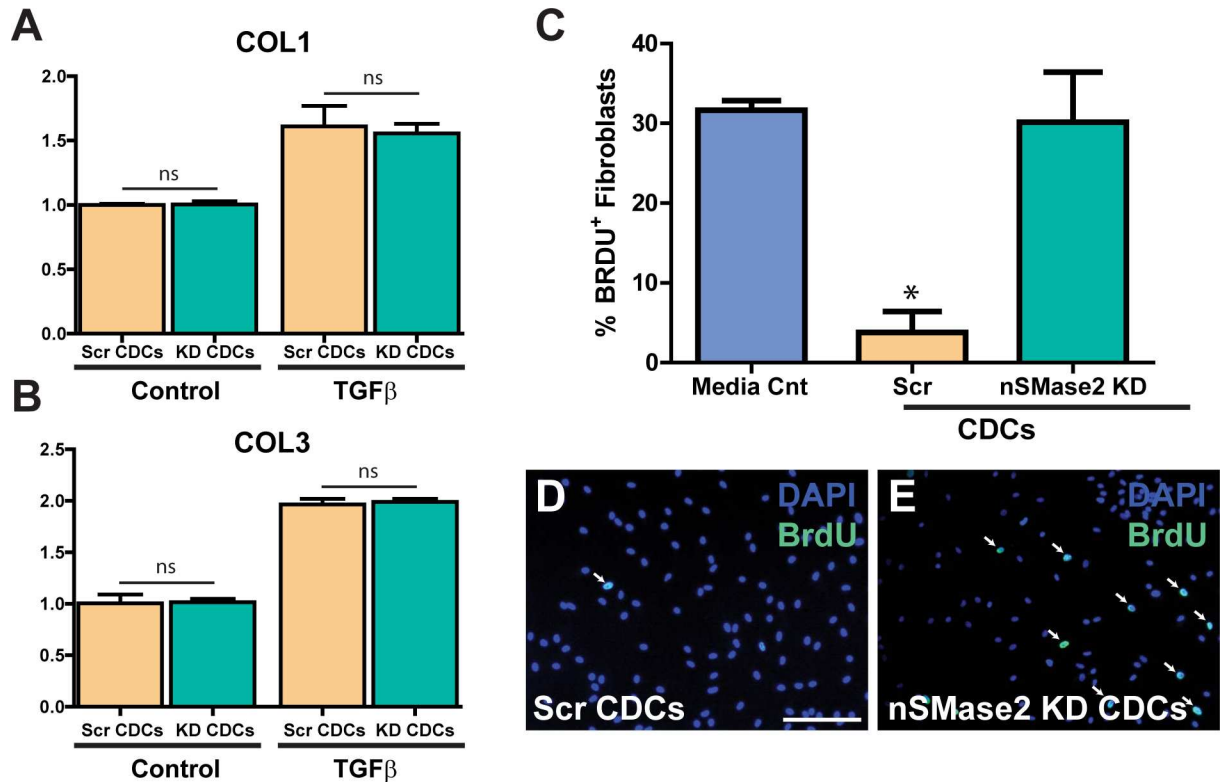 A
COL1
2.0
1.5
1.0
0.5
0.0
ns
ns
Scr CDCs KD CDCs Scr CDCs KD CDCs
Control TGFβ
B
COL3
2.5
2.0
1.5
1.0
0.5
0.0
ns
ns
Scr CDCs KD CDCs Scr CDCs KD CDCs
Control TGFβ
C
% BRDU+ Fibroblasts
40
30
20
10
0
*
Media Cnt Scr nSMase2 KD
CDCs
D
DAPI
BrdU
Scr CDCs
E
DAPI
BrdU
nSMase2 KD CDCs